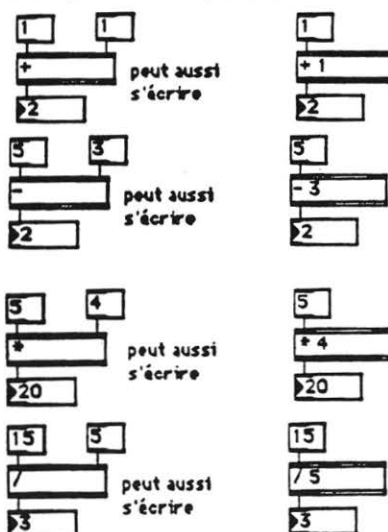 1 1 1
+ peut aussi + 1
s'écrire
2 2
5 3 5
- peut aussi - 3
s'écrire
2 2
5 4 5
* peut aussi * 4
s'écrire
20 20
15 5 15
/ peut aussi / 5
s'écrire
3 3